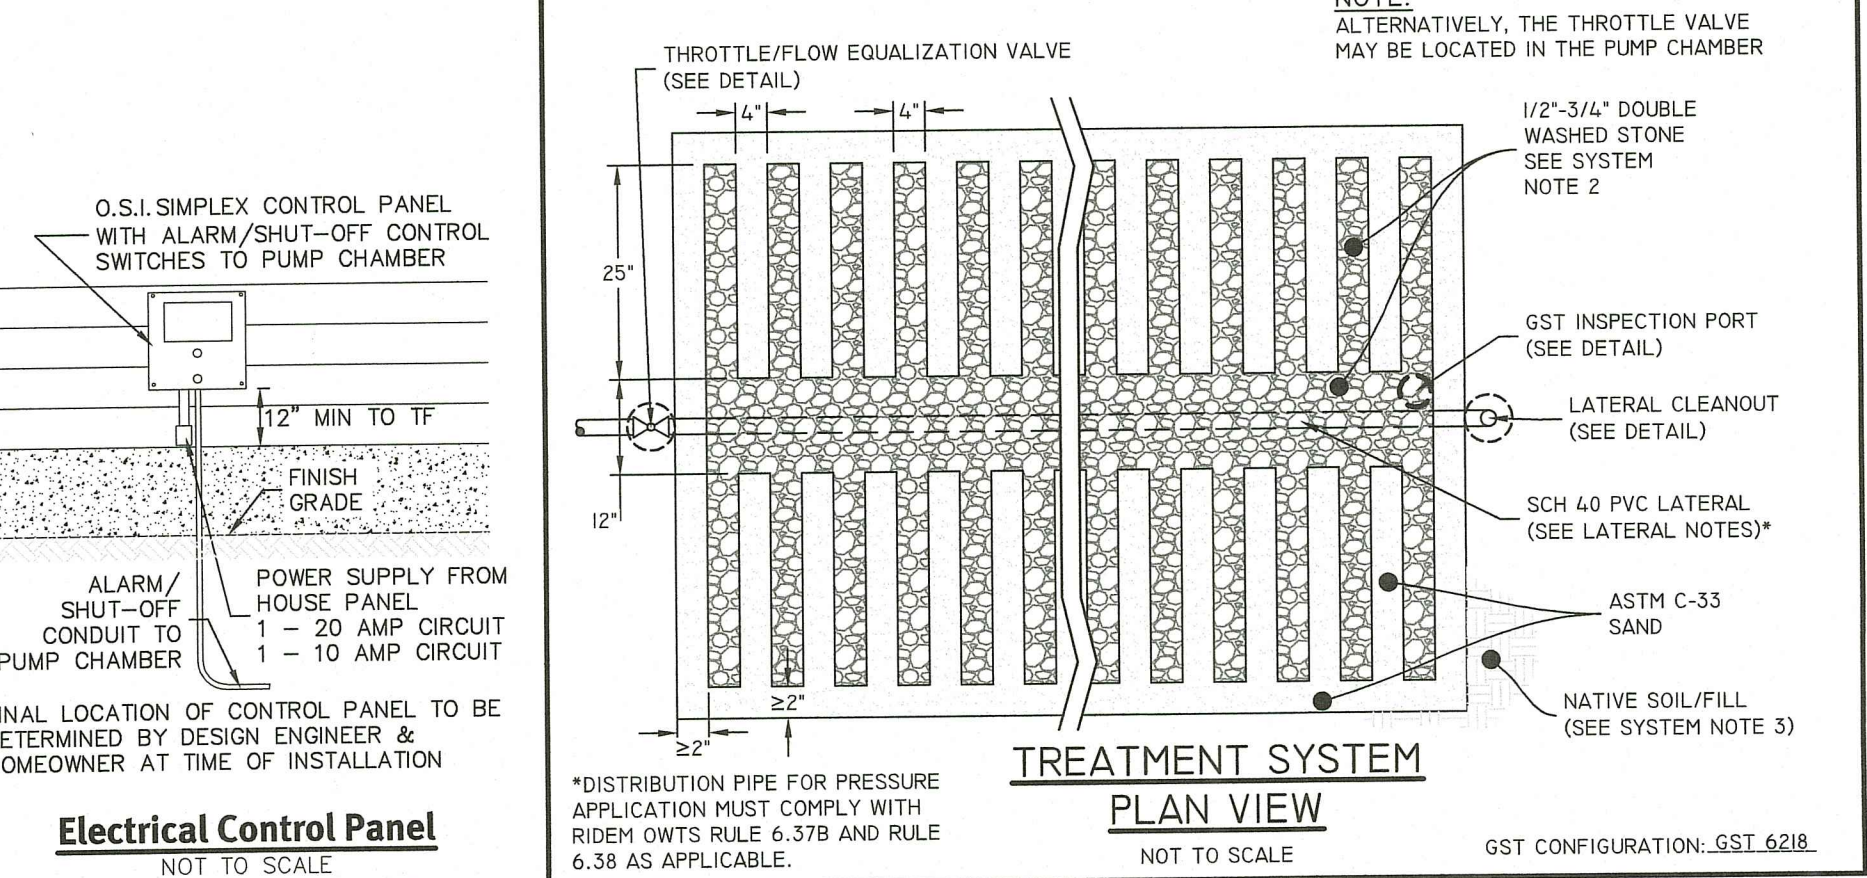 O.S.I. SIMPLEX CONTROL PANEL
WITH ALARM/SHUT-OFF CONTROL
SWITCHES TO PUMP CHAMBER
12" MIN TO TF
FINISH
GRADE
ALARM/
SHUT-OFF
CONDUIT TO
PUMP CHAMBER
POWER SUPPLY FROM
HOUSE PANEL
1 - 20 AMP CIRCUIT
1 - 10 AMP CIRCUIT
INAL LOCATION OF CONTROL PANEL TO BE
ETERMINED BY DESIGN ENGINEER &
OMEOWNER AT TIME OF INSTALLATION
Electrical Control Panel
NOT TO SCALE
NOTE:
ALTERNATIVELY, THE THROTTLE VALVE
MAY BE LOCATED IN THE PUMP CHAMBER
THROTTLE/FLOW EQUALIZATION VALVE
(SEE DETAIL)
4"
4"
1/2"-3/4" DOUBLE
WASHED STONE
SEE SYSTEM
NOTE 2
25"
GST INSPECTION PORT
(SEE DETAIL)
LATERAL CLEANOUT
(SEE DETAIL)
12"
SCH 40 PVC LATERAL
(SEE LATERAL NOTES)*
ASTM C-33
SAND
NATIVE SOIL/FILL
(SEE SYSTEM NOTE 3)
≥2"
≥2"
*DISTRIBUTION PIPE FOR PRESSURE
APPLICATION MUST COMPLY WITH
RIDEM OWTS RULE 6.37B AND RULE
6.38 AS APPLICABLE.
TREATMENT SYSTEM
PLAN VIEW
NOT TO SCALE
GST CONFIGURATION: GST 6218